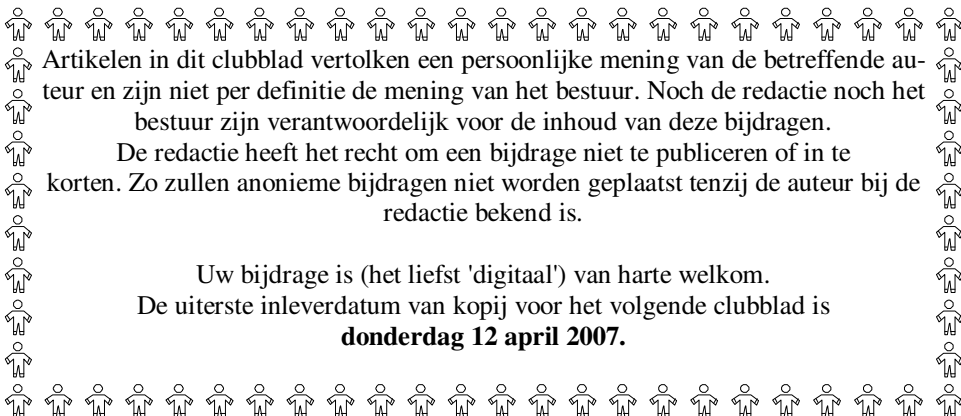 Artikelen in dit clubblad vertolken een persoonlijke mening van de betreffende au-
teur en zijn niet per definitie de mening van het bestuur. Noch de redactie noch het
bestuur zijn verantwoordelijk voor de inhoud van deze bijdragen.
De redactie heeft het recht om een bijdrage niet te publiceren of in te
korten. Zo zullen anonieme bijdragen niet worden geplaatst tenzij de auteur bij de
redactie bekend is.
Uw bijdrage is (het liefst 'digitaal') van harte welkom.
De uiterste inleverdatum van kopij voor het volgende clubblad is
donderdag 12 april 2007.